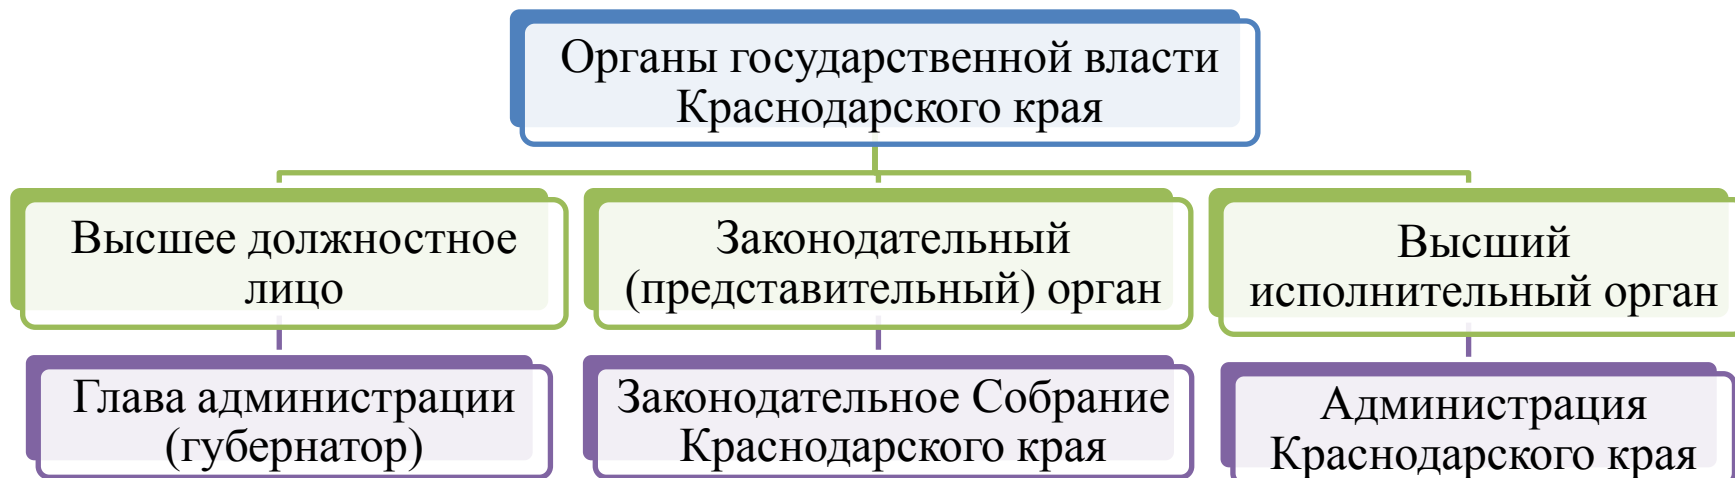 Органы государственной власти
Краснодарского края
Высшее должностное
лицо
Законодательный
(представительный) орган
Высший
исполнительный орган
Глава администрации
(губернатор)
Законодательное Собрание
Краснодарского края
Администрация
Краснодарского края